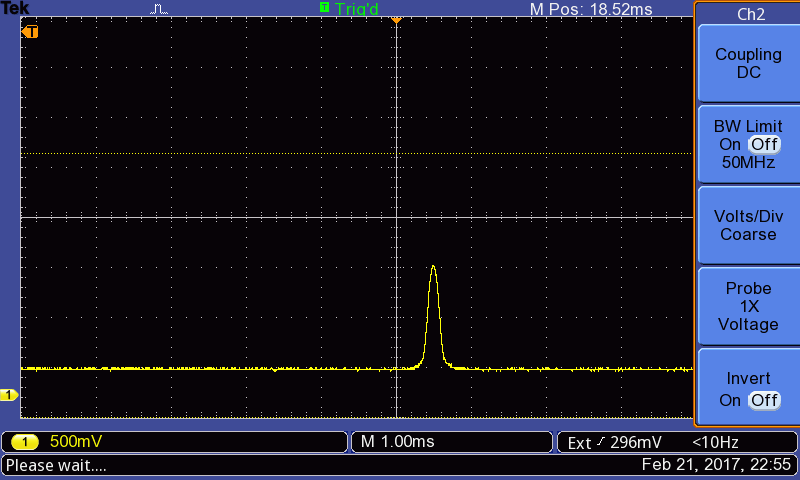 Tek
T Trig'd
M Pos: 18.52ms
T
Ch2
Coupling
DC
BW Limit
On Off
50MHz
Volts/Div
Coarse
Probe
1X
Voltage
Invert
On Off
1
1 500mV
M 1.00ms
Ext 296mV <10Hz
Please wait....
Feb 21, 2017, 22:55